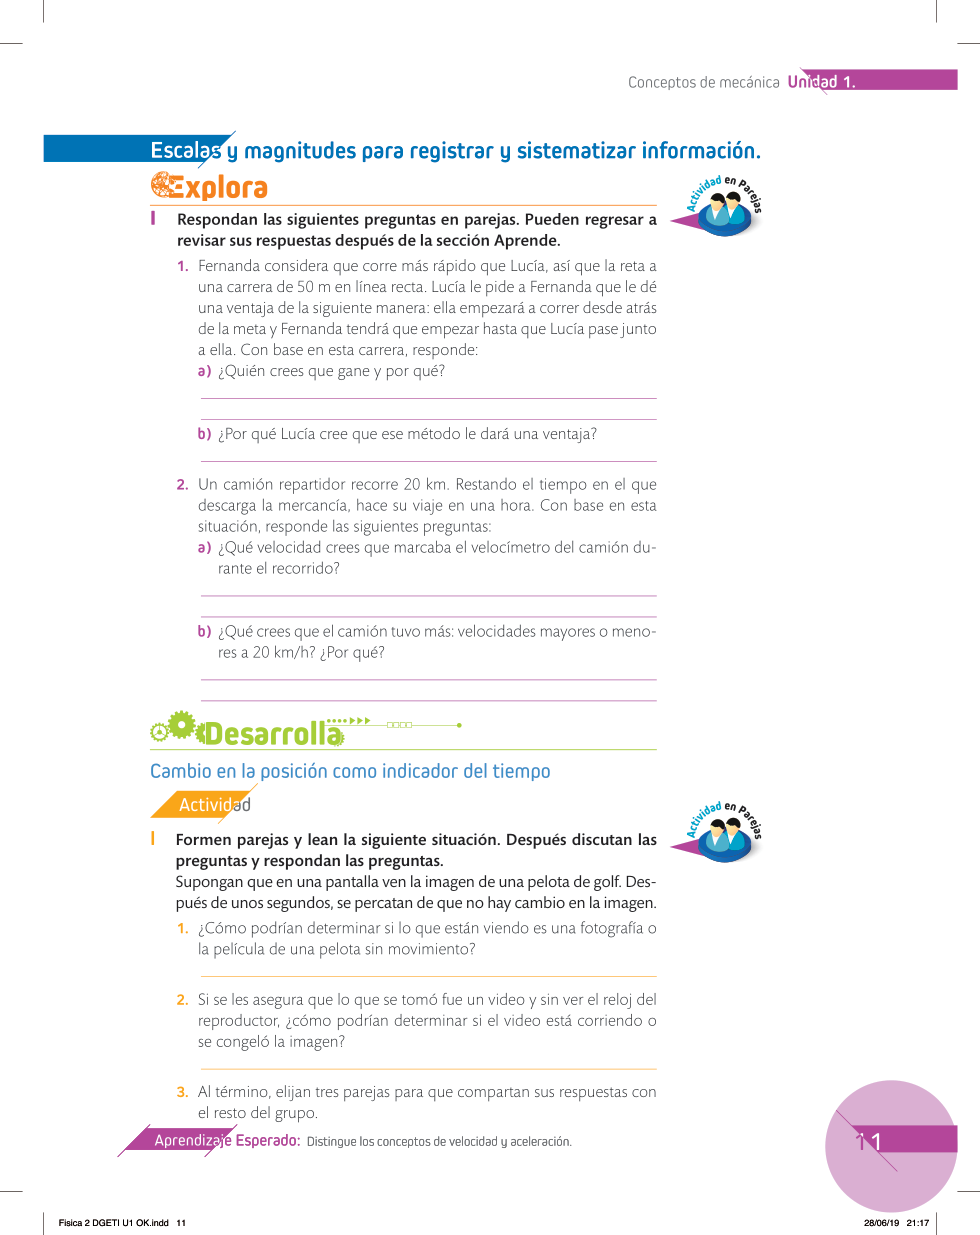 Conceptos de mecánica Unidad 1.
Escalas y magnitudes para registrar y sistematizar información.
Explora
Actividad en Parejas
I Respondan las siguientes preguntas en parejas. Pueden regresar a
revisar sus respuestas después de la sección Aprende.
1. Fernanda considera que corre más rápido que Lucía, así que la reta a
una carrera de 50 m en línea recta. Lucía le pide a Fernanda que le dé
una ventaja de la siguiente manera: ella empezará a correr desde atrás
de la meta y Fernanda tendrá que empezar hasta que Lucía pase junto
a ella. Con base en esta carrera, responde:
a) ¿Quién crees que gane y por qué?
b) ¿Por qué Lucía cree que ese método le dará una ventaja?
2. Un camión repartidor recorre 20 km. Restando el tiempo en el que
descarga la mercancía, hace su viaje en una hora. Con base en esta
situación, responde las siguientes preguntas:
a) ¿Qué velocidad crees que marcaba el velocímetro del camión du-
rante el recorrido?
b) ¿Qué crees que el camión tuvo más: velocidades mayores o meno-
res a 20 km/h? ¿Por qué?
Desarrolla
Cambio en la posición como indicador del tiempo
Actividad
Actividad en Parejas
I Formen parejas y lean la siguiente situación. Después discutan las
preguntas y respondan las preguntas.
Supongan que en una pantalla ven la imagen de una pelota de golf. Des-
pués de unos segundos, se percatan de que no hay cambio en la imagen.
1. ¿Cómo podrían determinar si lo que están viendo es una fotografía o
la película de una pelota sin movimiento?
2. Si se les asegura que lo que se tomó fue un video y sin ver el reloj del
reproductor, ¿cómo podrían determinar si el video está corriendo o
se congeló la imagen?
3. Al término, elijan tres parejas para que compartan sus respuestas con
el resto del grupo.
Aprendizaje Esperado: Distingue los conceptos de velocidad y aceleración.
11
Fisica 2 DGETI U1 OK.indd 11
28/06/19 21:17